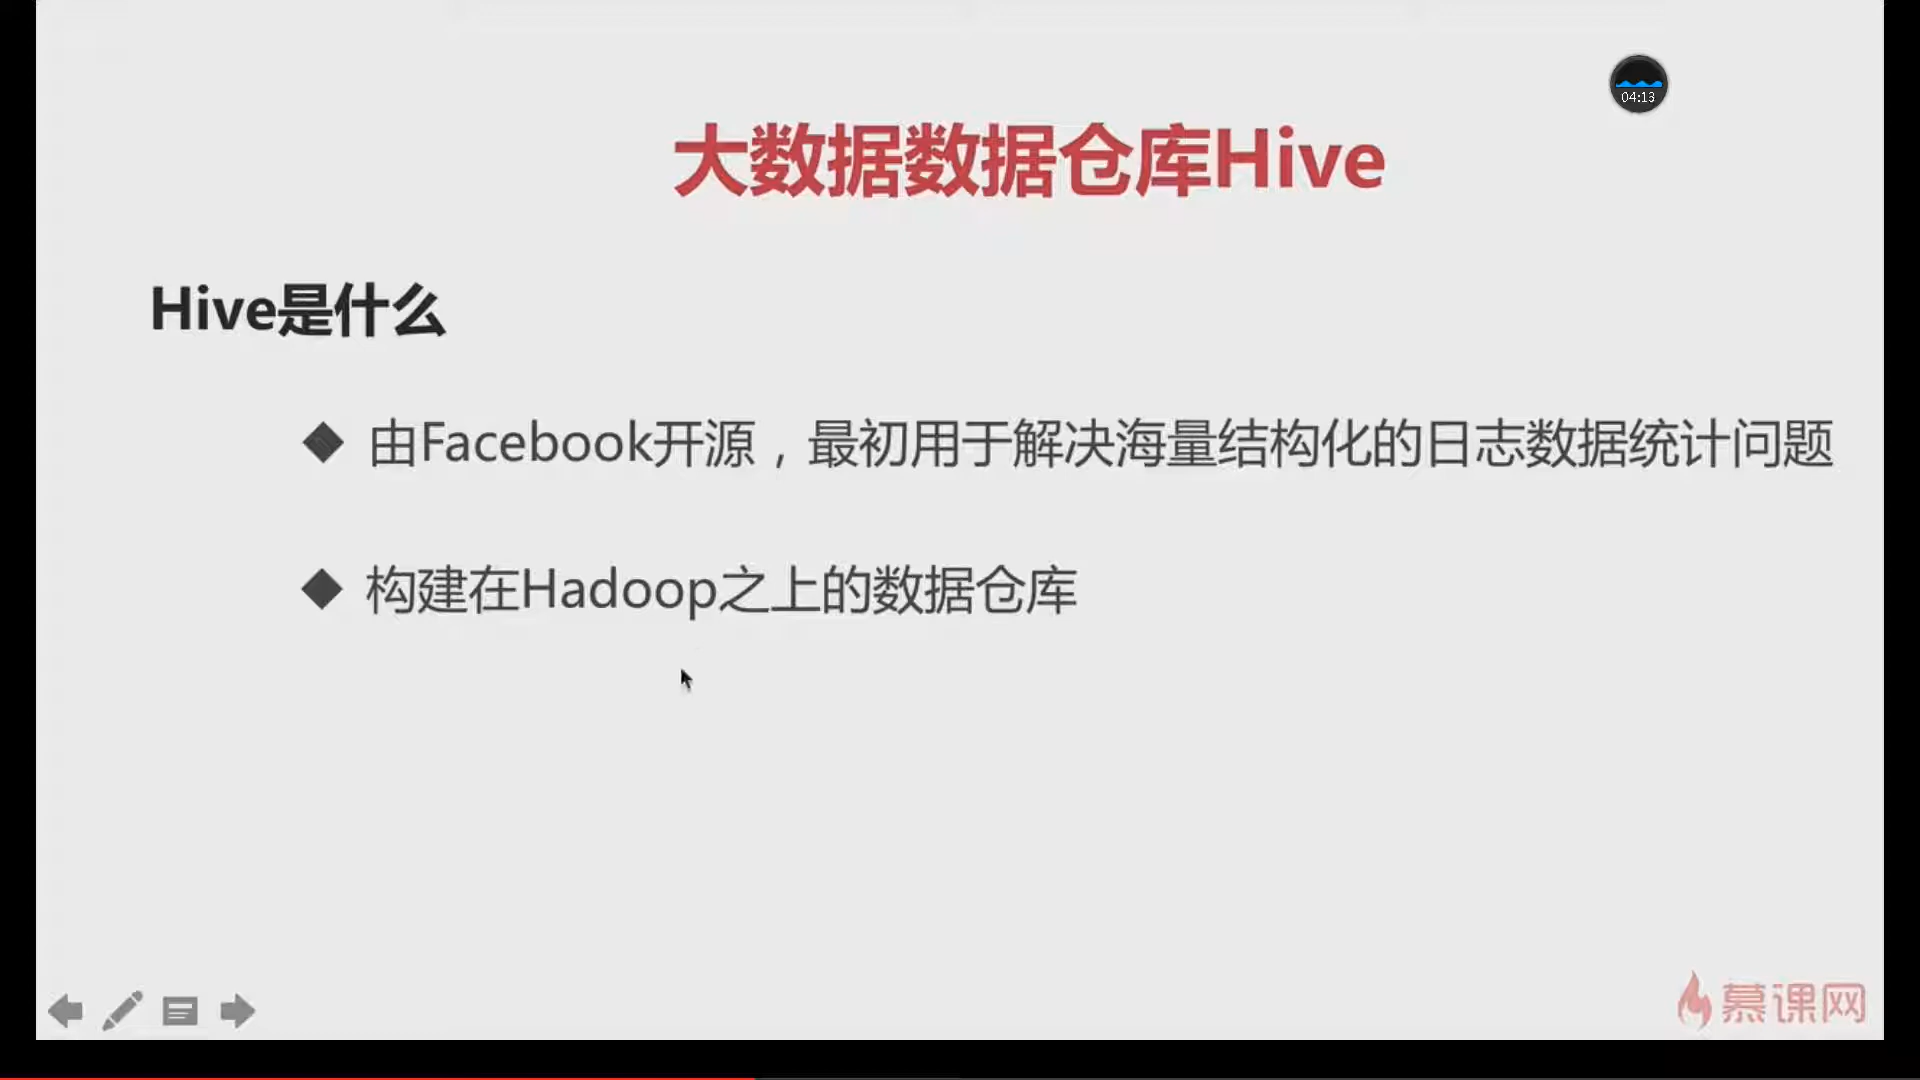 04:13
大数据数据仓库Hive
Hive是什么
◆ 由Facebook开源，最初用于解决海量结构化的日志数据统计问题
◆ 构建在Hadoop之上的数据仓库
慕课网